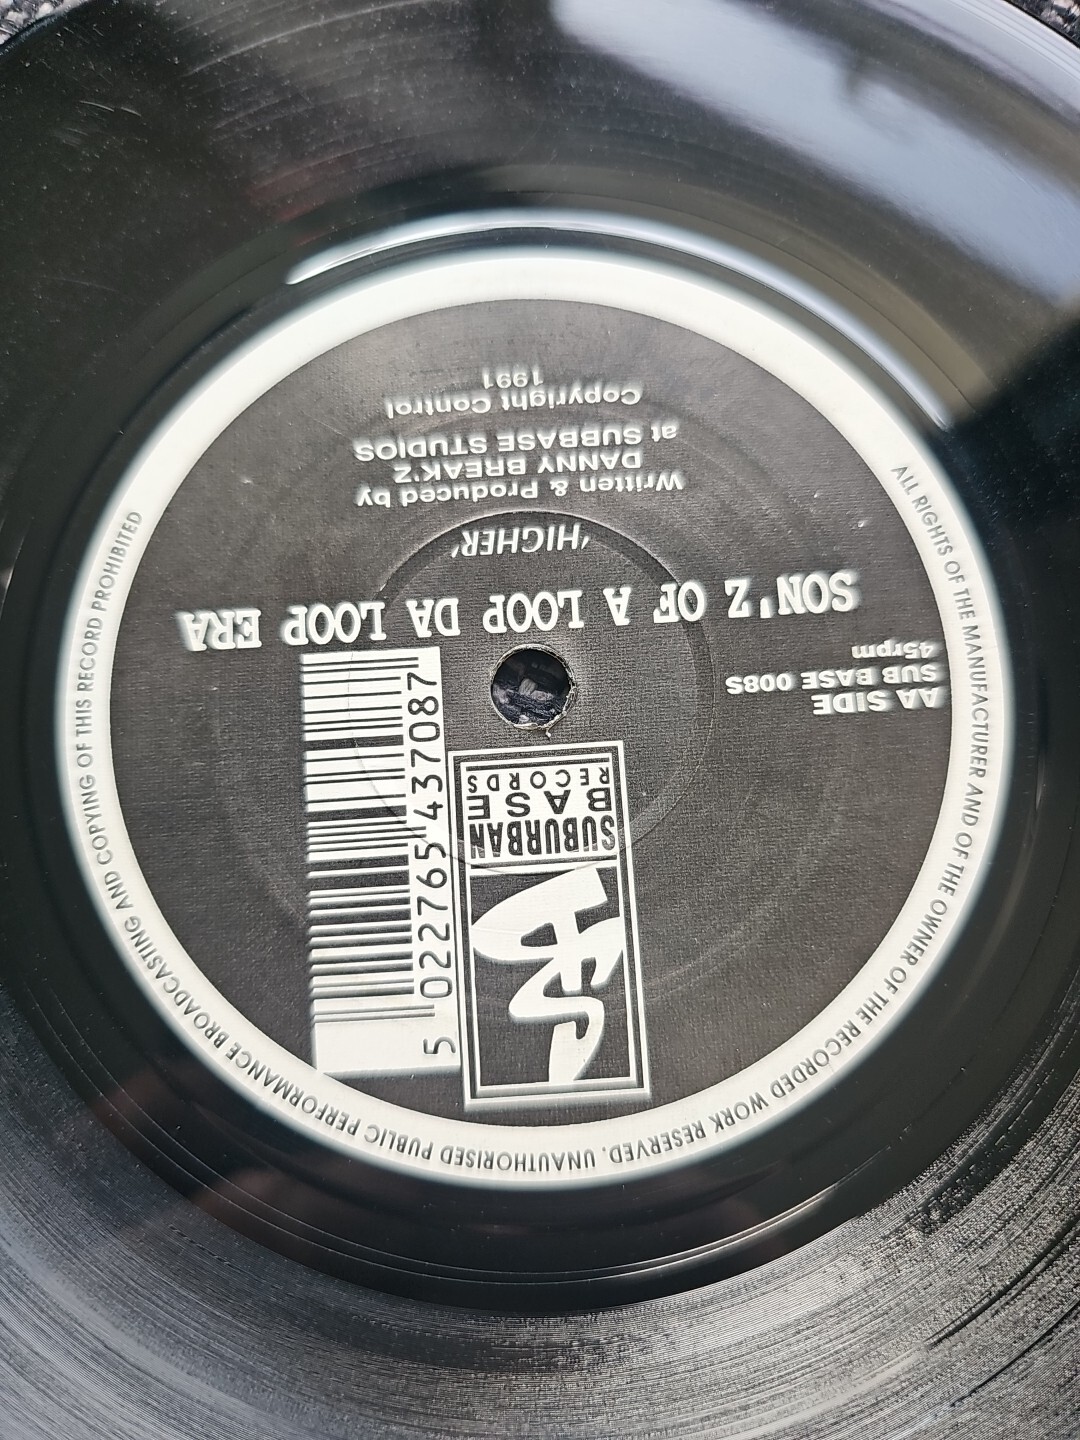 SUBURBAN
BASE
RECORDS
5 022765 437087
AA SIDE
SUB BASE 008S
45rpm
SON'Z OF A LOOP DA LOOP ERA
'HIGHER'
Written & Produced by
DANNY BREAK'Z
at SUBBASE STUDIOS
Copyright Control
1991
ALL RIGHTS OF THE MANUFACTURER AND OF THE OWNER OF THE RECORDED WORK RESERVED. UNAUTHORISED PUBLIC PERFORMANCE BROADCASTING AND COPYING OF THIS RECORD PROHIBITED